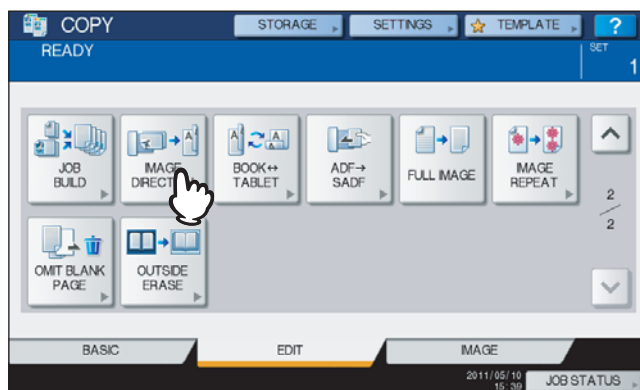 COPY
STORAGE
SETTINGS
TEMPLATE
?
READY
SET
1
JOB
BUILD
IMAGE
DIRECT
BOOK↔
TABLET
ADF→
SADF
FULL IMAGE
IMAGE
REPEAT
2
2
OMIT BLANK
PAGE
OUTSIDE
ERASE
BASIC
EDIT
IMAGE
2011/05/10
15:39
JOB STATUS